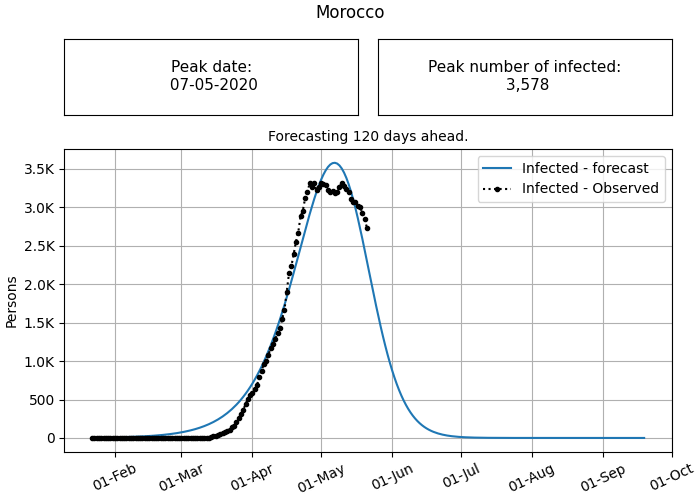 Morocco
Peak date:
07-05-2020
Peak number of infected:
3,578
Forecasting 120 days ahead.
Infected - forecast
Infected - Observed
3.5K
3.0K
2.5K
2.0K
1.5K
1.0K
500
0
Persons
01-Feb
01-Mar
01-Apr
01-May
01-Jun
01-Jul
01-Aug
01-Sep
01-Oct